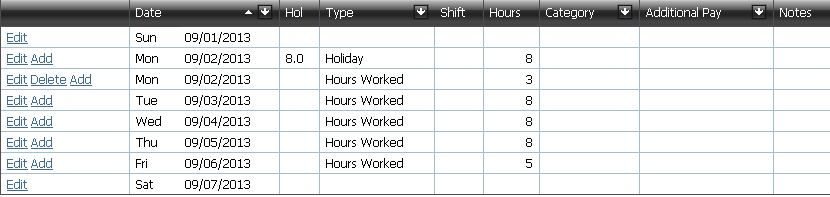 Date Hol Type Shift Hours Category Additional Pay Notes
Edit Sun 09/01/2013
Edit Add Mon 09/02/2013 8.0 Holiday 8
Edit Delete Add Mon 09/02/2013 Hours Worked 3
Edit Add Tue 09/03/2013 Hours Worked 8
Edit Add Wed 09/04/2013 Hours Worked 8
Edit Add Thu 09/05/2013 Hours Worked 8
Edit Add Fri 09/06/2013 Hours Worked 5
Edit Sat 09/07/2013